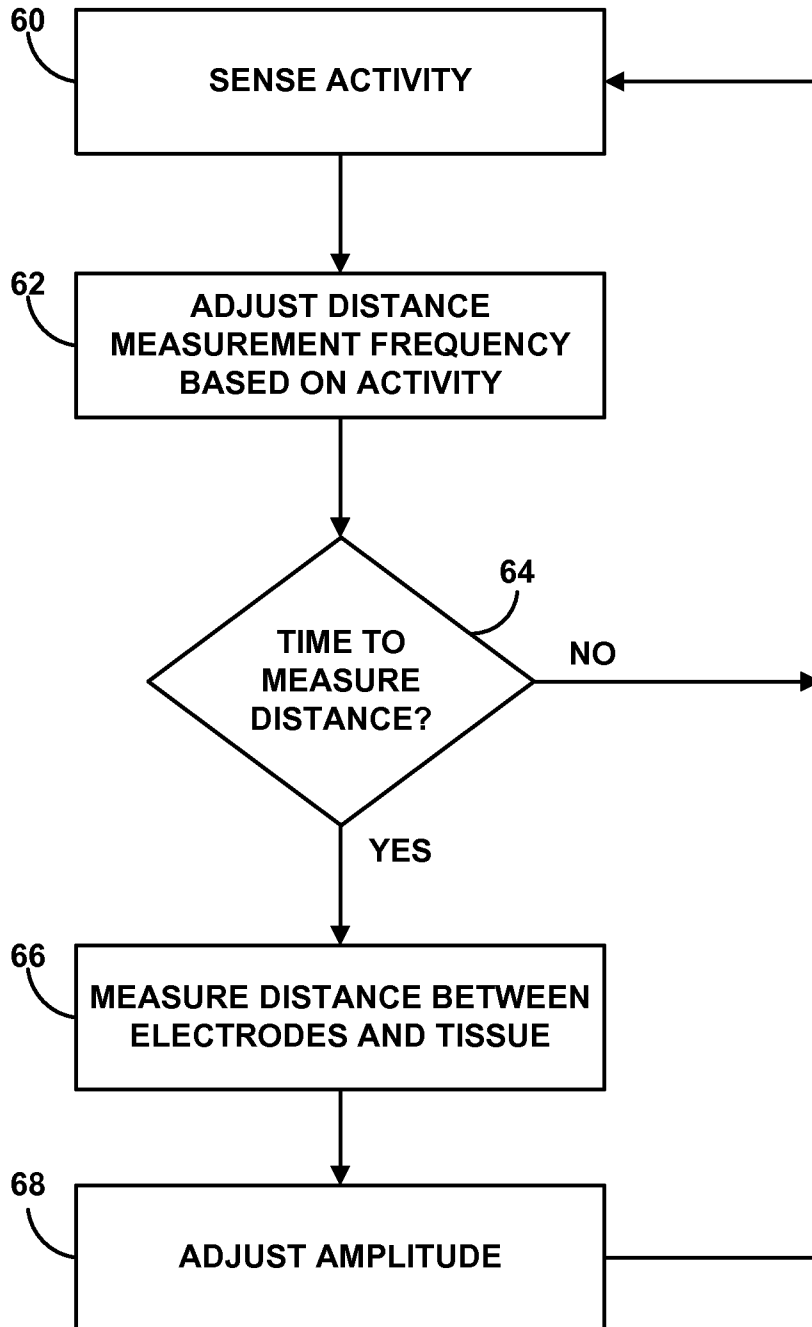 60
SENSE ACTIVITY
62
ADJUST DISTANCE
MEASUREMENT FREQUENCY
BASED ON ACTIVITY
64
TIME TO
MEASURE
DISTANCE?
NO
YES
66
MEASURE DISTANCE BETWEEN
ELECTRODES AND TISSUE
68
ADJUST AMPLITUDE